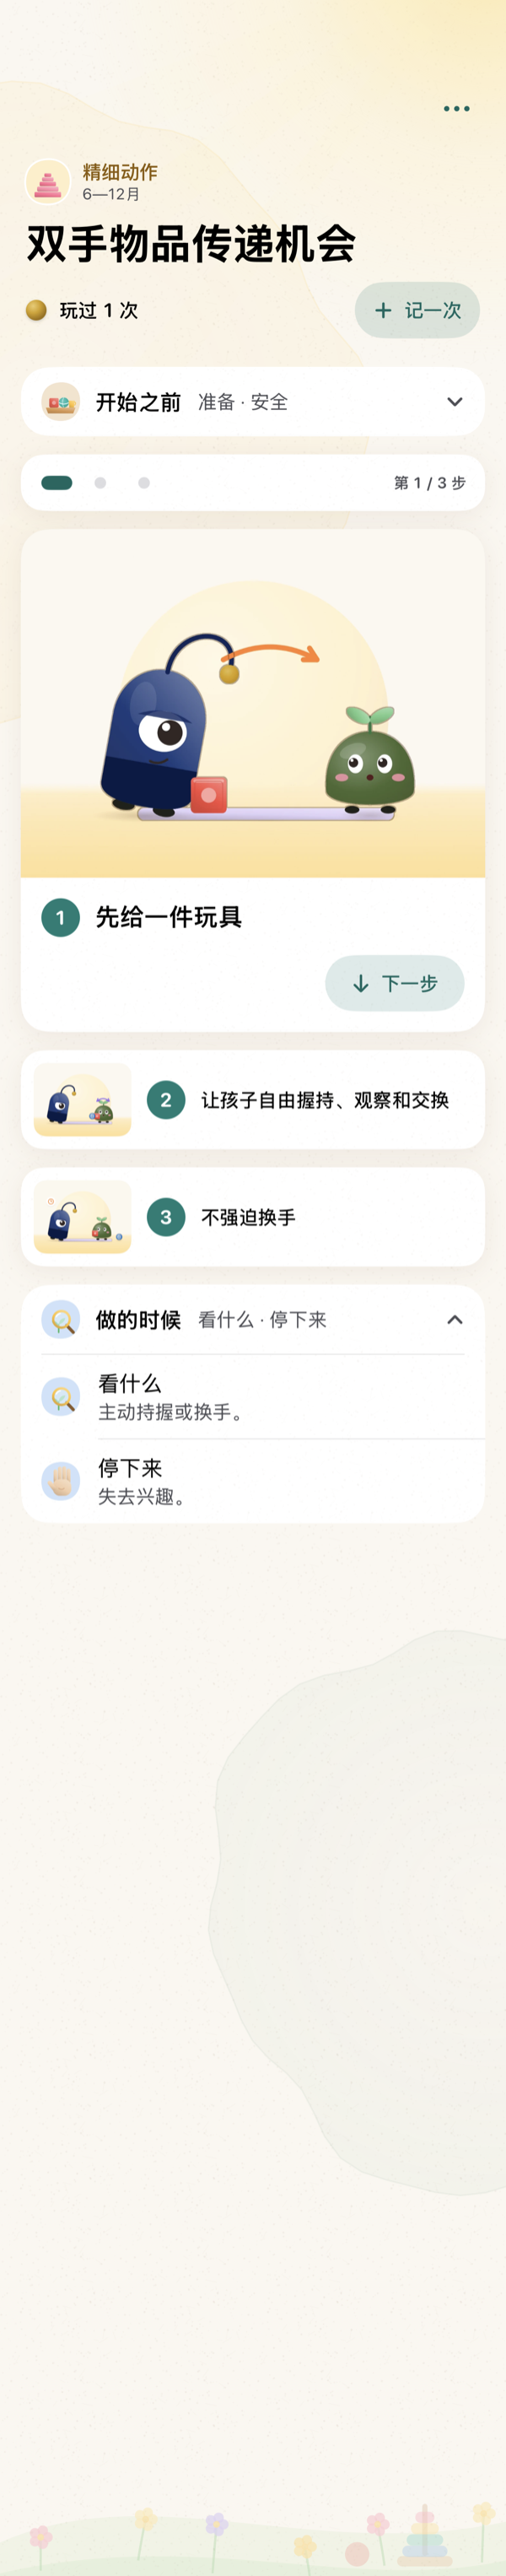 精细动作
6—12月
双手物品传递机会
玩过 1 次
+ 记一次
开始之前 准备 · 安全
第 1 / 3 步
1 先给一件玩具
↓ 下一步
2 让孩子自由握持、观察和交换
3 不强迫换手
做的时候 看什么 · 停下来
看什么
主动持握或换手。
停下来
失去兴趣。